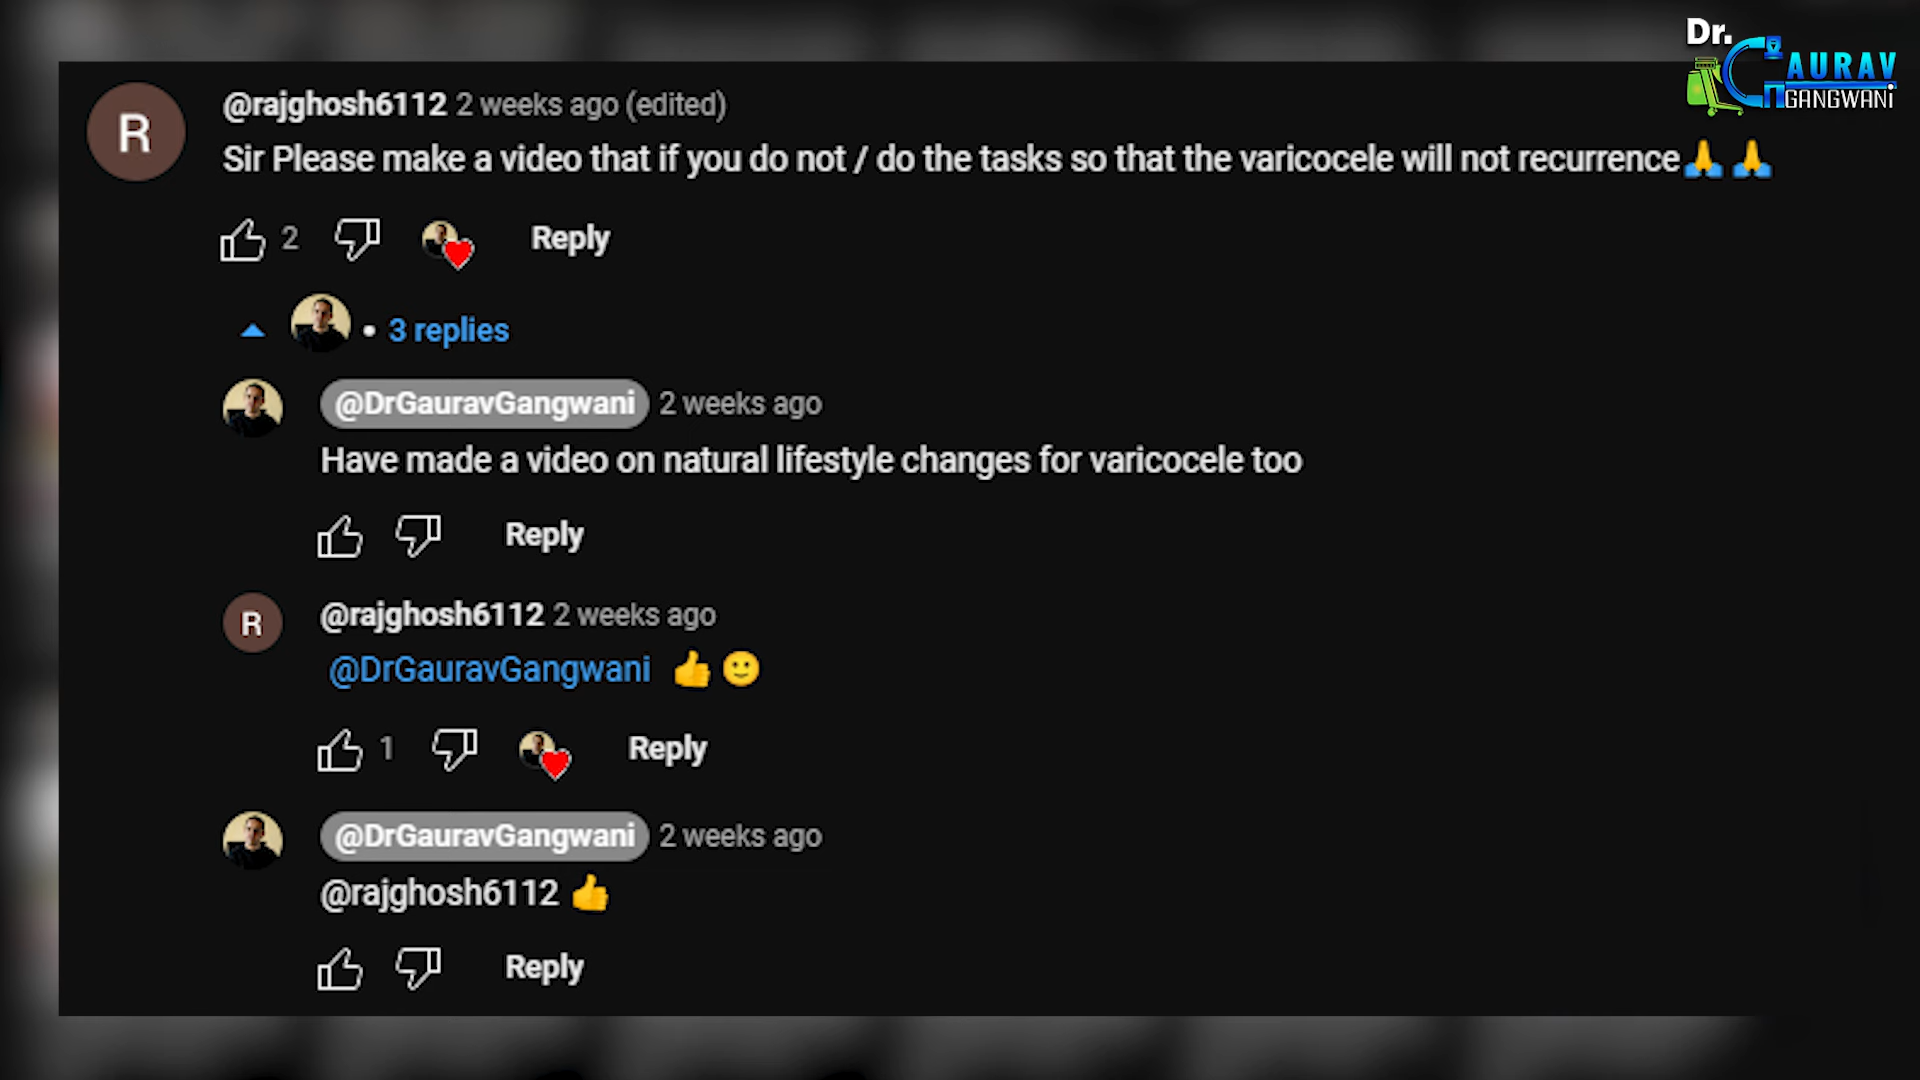 Dr.
GAURAV
GANGWANi
R
@rajghosh6112 2 weeks ago (edited)
Sir Please make a video that if you do not / do the tasks so that the varicocele will not recurrence🙏 🙏
2 Reply
• 3 replies
@DrGauravGangwani 2 weeks ago
Have made a video on natural lifestyle changes for varicocele too
Reply
R
@rajghosh6112 2 weeks ago
@DrGauravGangwani 👍 🙂
1 Reply
@DrGauravGangwani 2 weeks ago
@rajghosh6112 👍
Reply